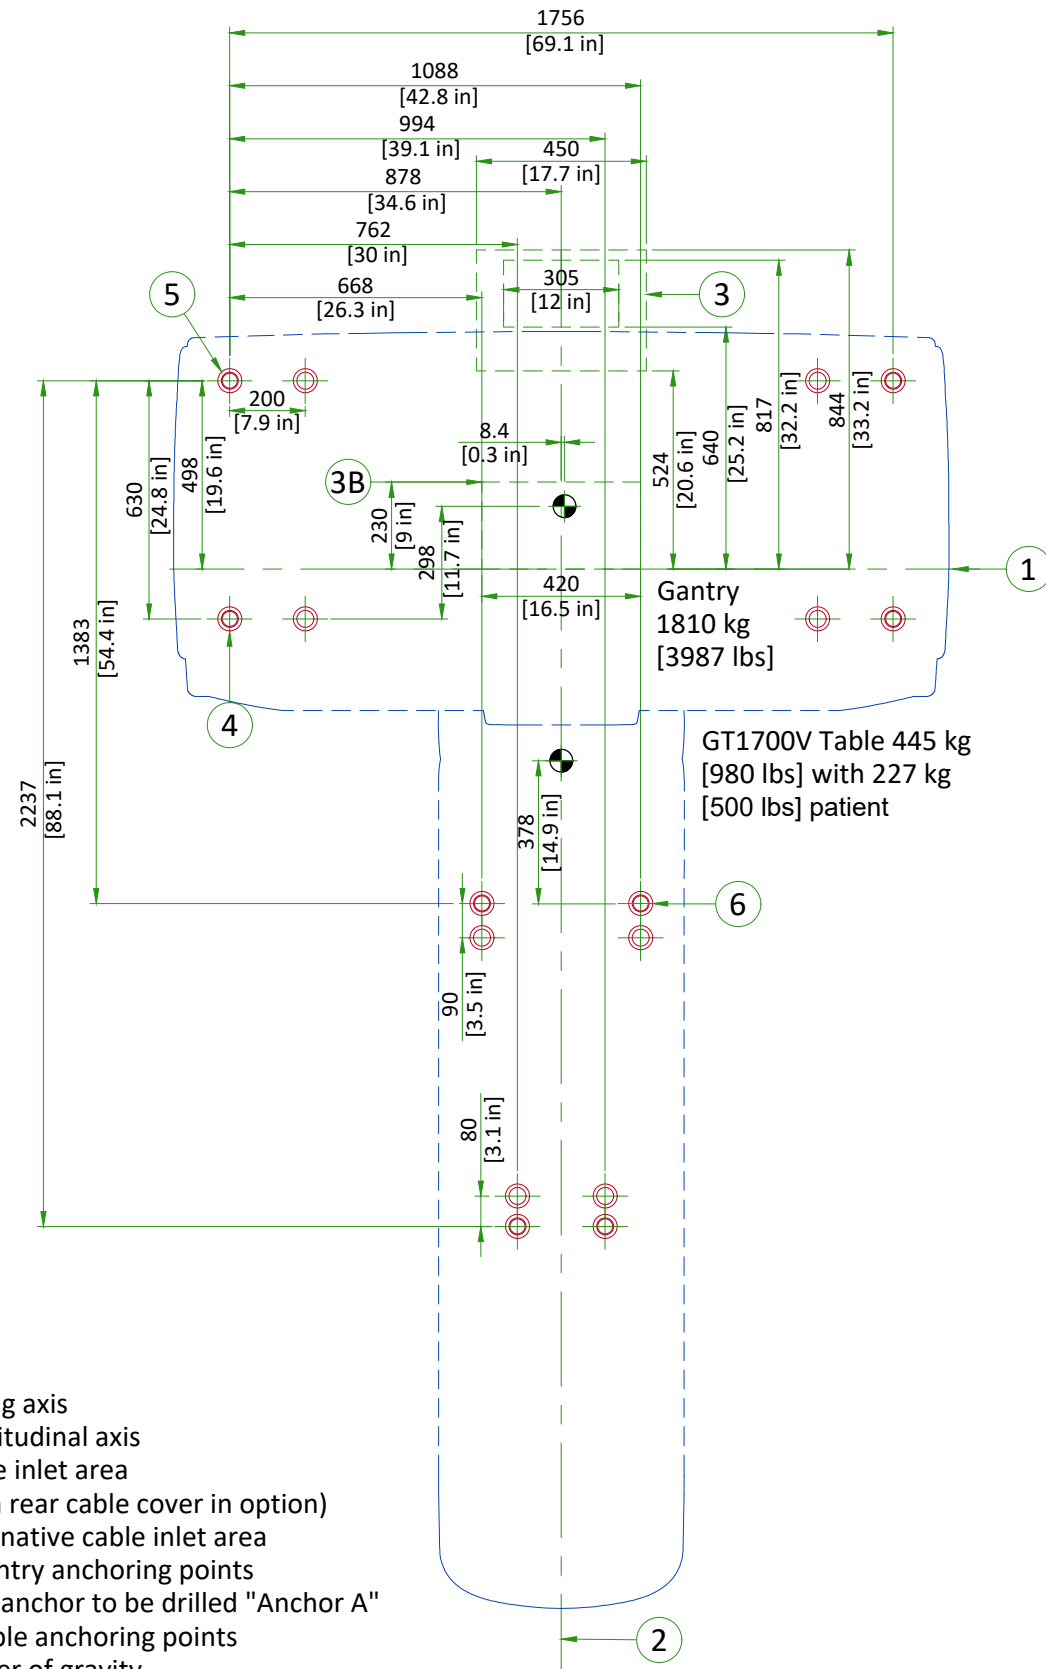 1756
[69.1 in]
1088
[42.8 in]
994
[39.1 in]
450
[17.7 in]
878
[34.6 in]
762
[30 in]
668
[26.3 in]
305
[12 in]
5
3
200
[7.9 in]
8.4
[0.3 in]
3B
498
[19.6 in]
630
[24.8 in]
230
[9 in]
298
[11.7 in]
524
[20.6 in]
640
[25.2 in]
817
[32.2 in]
844
[33.2 in]
1
420
[16.5 in]
Gantry
1810 kg
[3987 lbs]
1383
[54.4 in]
4
GT1700V Table 445 kg
[980 lbs] with 227 kg
[500 lbs] patient
2237
[88.1 in]
378
[14.9 in]
6
90
[3.5 in]
80
[3.1 in]
g axis
itudinal axis
e inlet area
rear cable cover in option)
native cable inlet area
ntry anchoring points
anchor to be drilled "Anchor A"
ble anchoring points
er of gravity
2